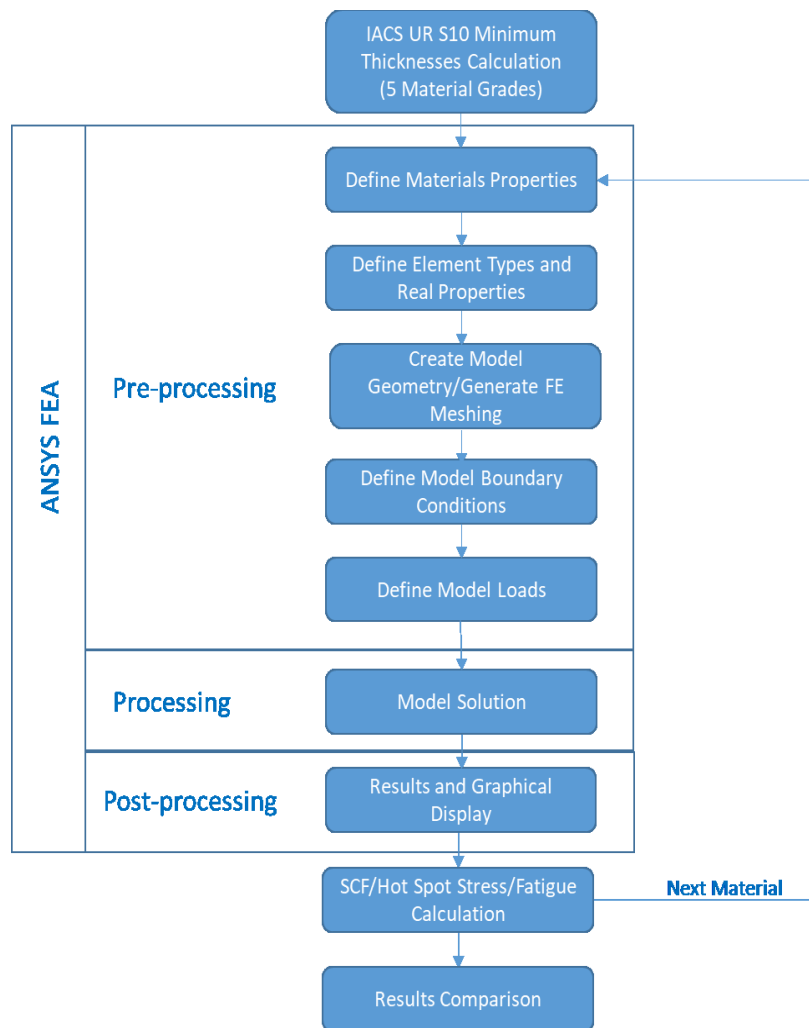 IACS UR S10 Minimum
Thicknesses Calculation
(5 Material Grades)
Define Materials Properties
Define Element Types and
Real Properties
Create Model
Geometry/Generate FE
Meshing
Pre-processing
ANSYS FEA
Define Model Boundary
Conditions
Define Model Loads
Processing
Model Solution
Post-processing
Results and Graphical
Display
SCF/Hot Spot Stress/Fatigue
Calculation
Next Material
Results Comparison